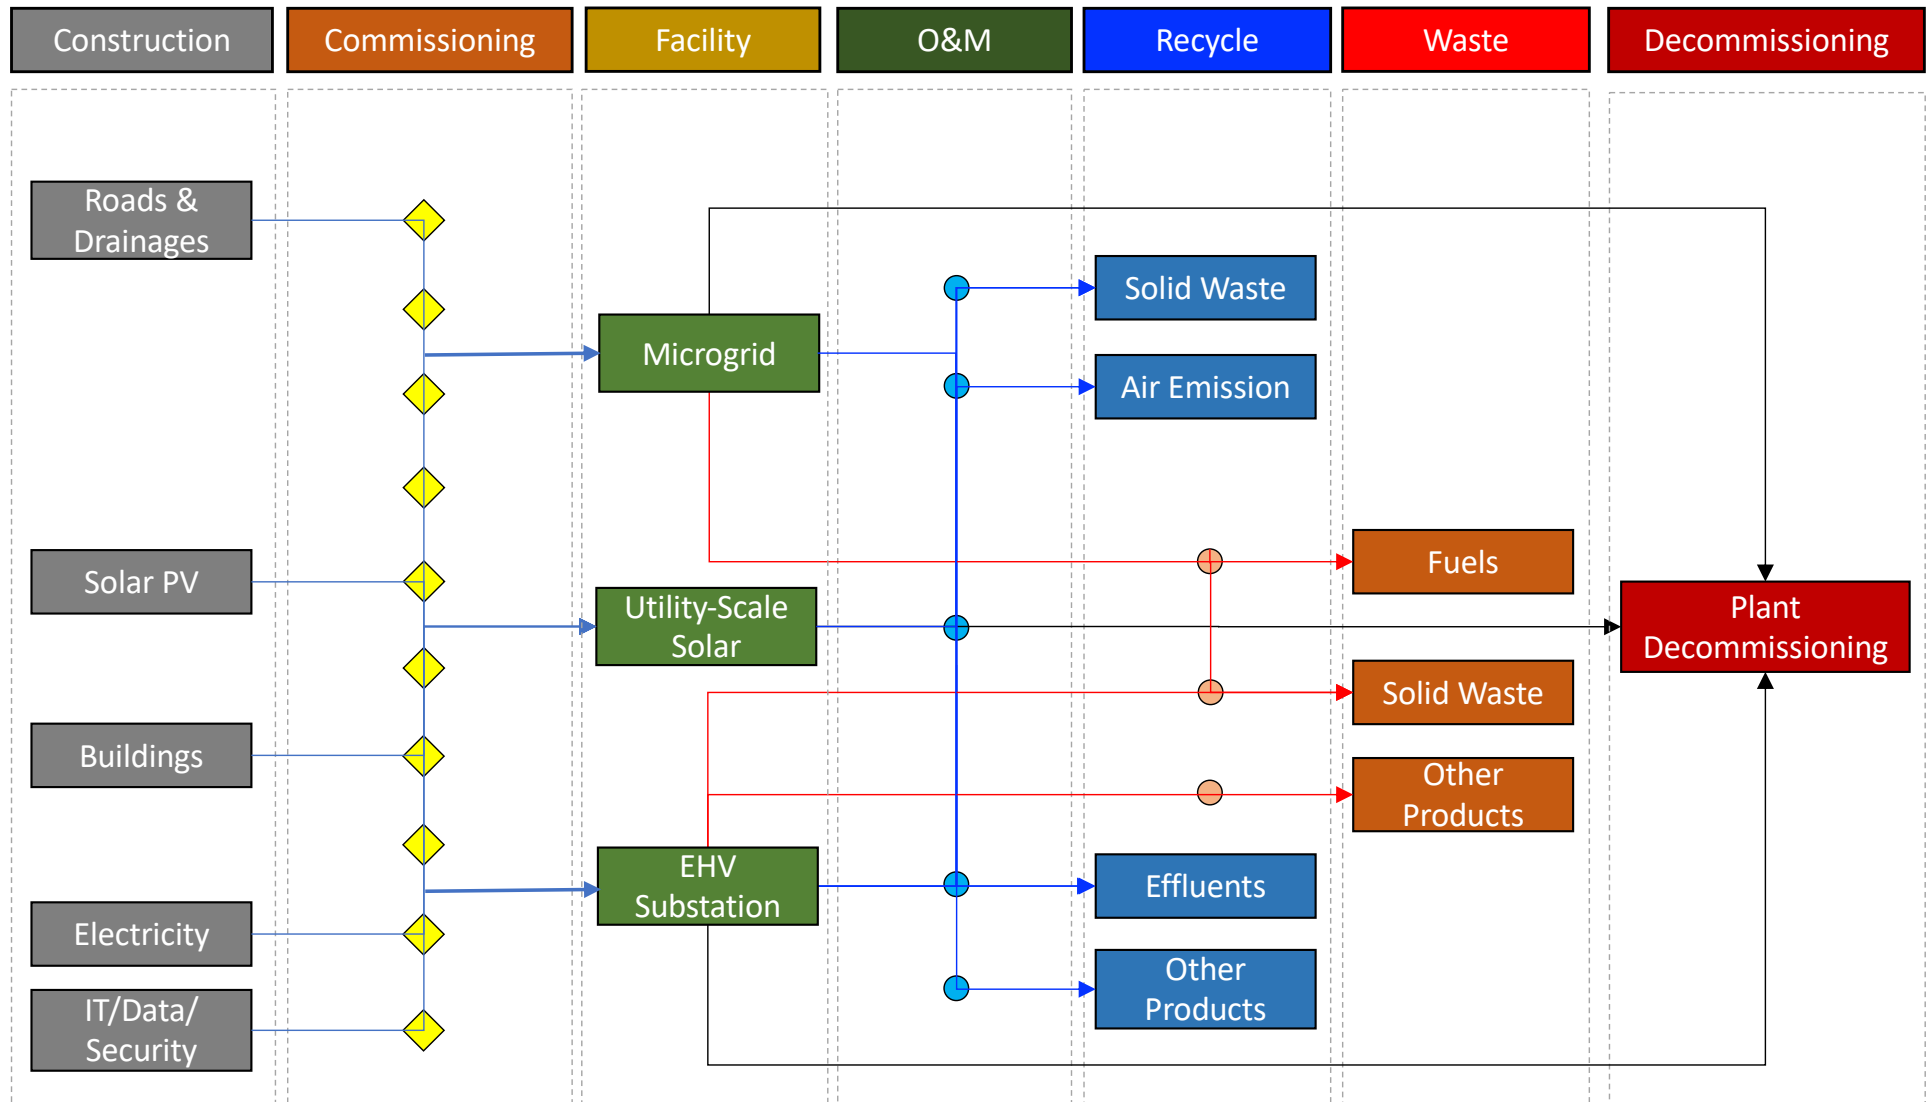 Construction
Commissioning
Facility
O&M
Recycle
Waste
Decommissioning
Roads &
Drainages
Solar PV
Buildings
Electricity
IT/Data/
Security
Microgrid
Utility-Scale
Solar
EHV
Substation
Solid Waste
Air Emission
Effluents
Other
Products
Fuels
Solid Waste
Other
Products
Plant
Decommissioning